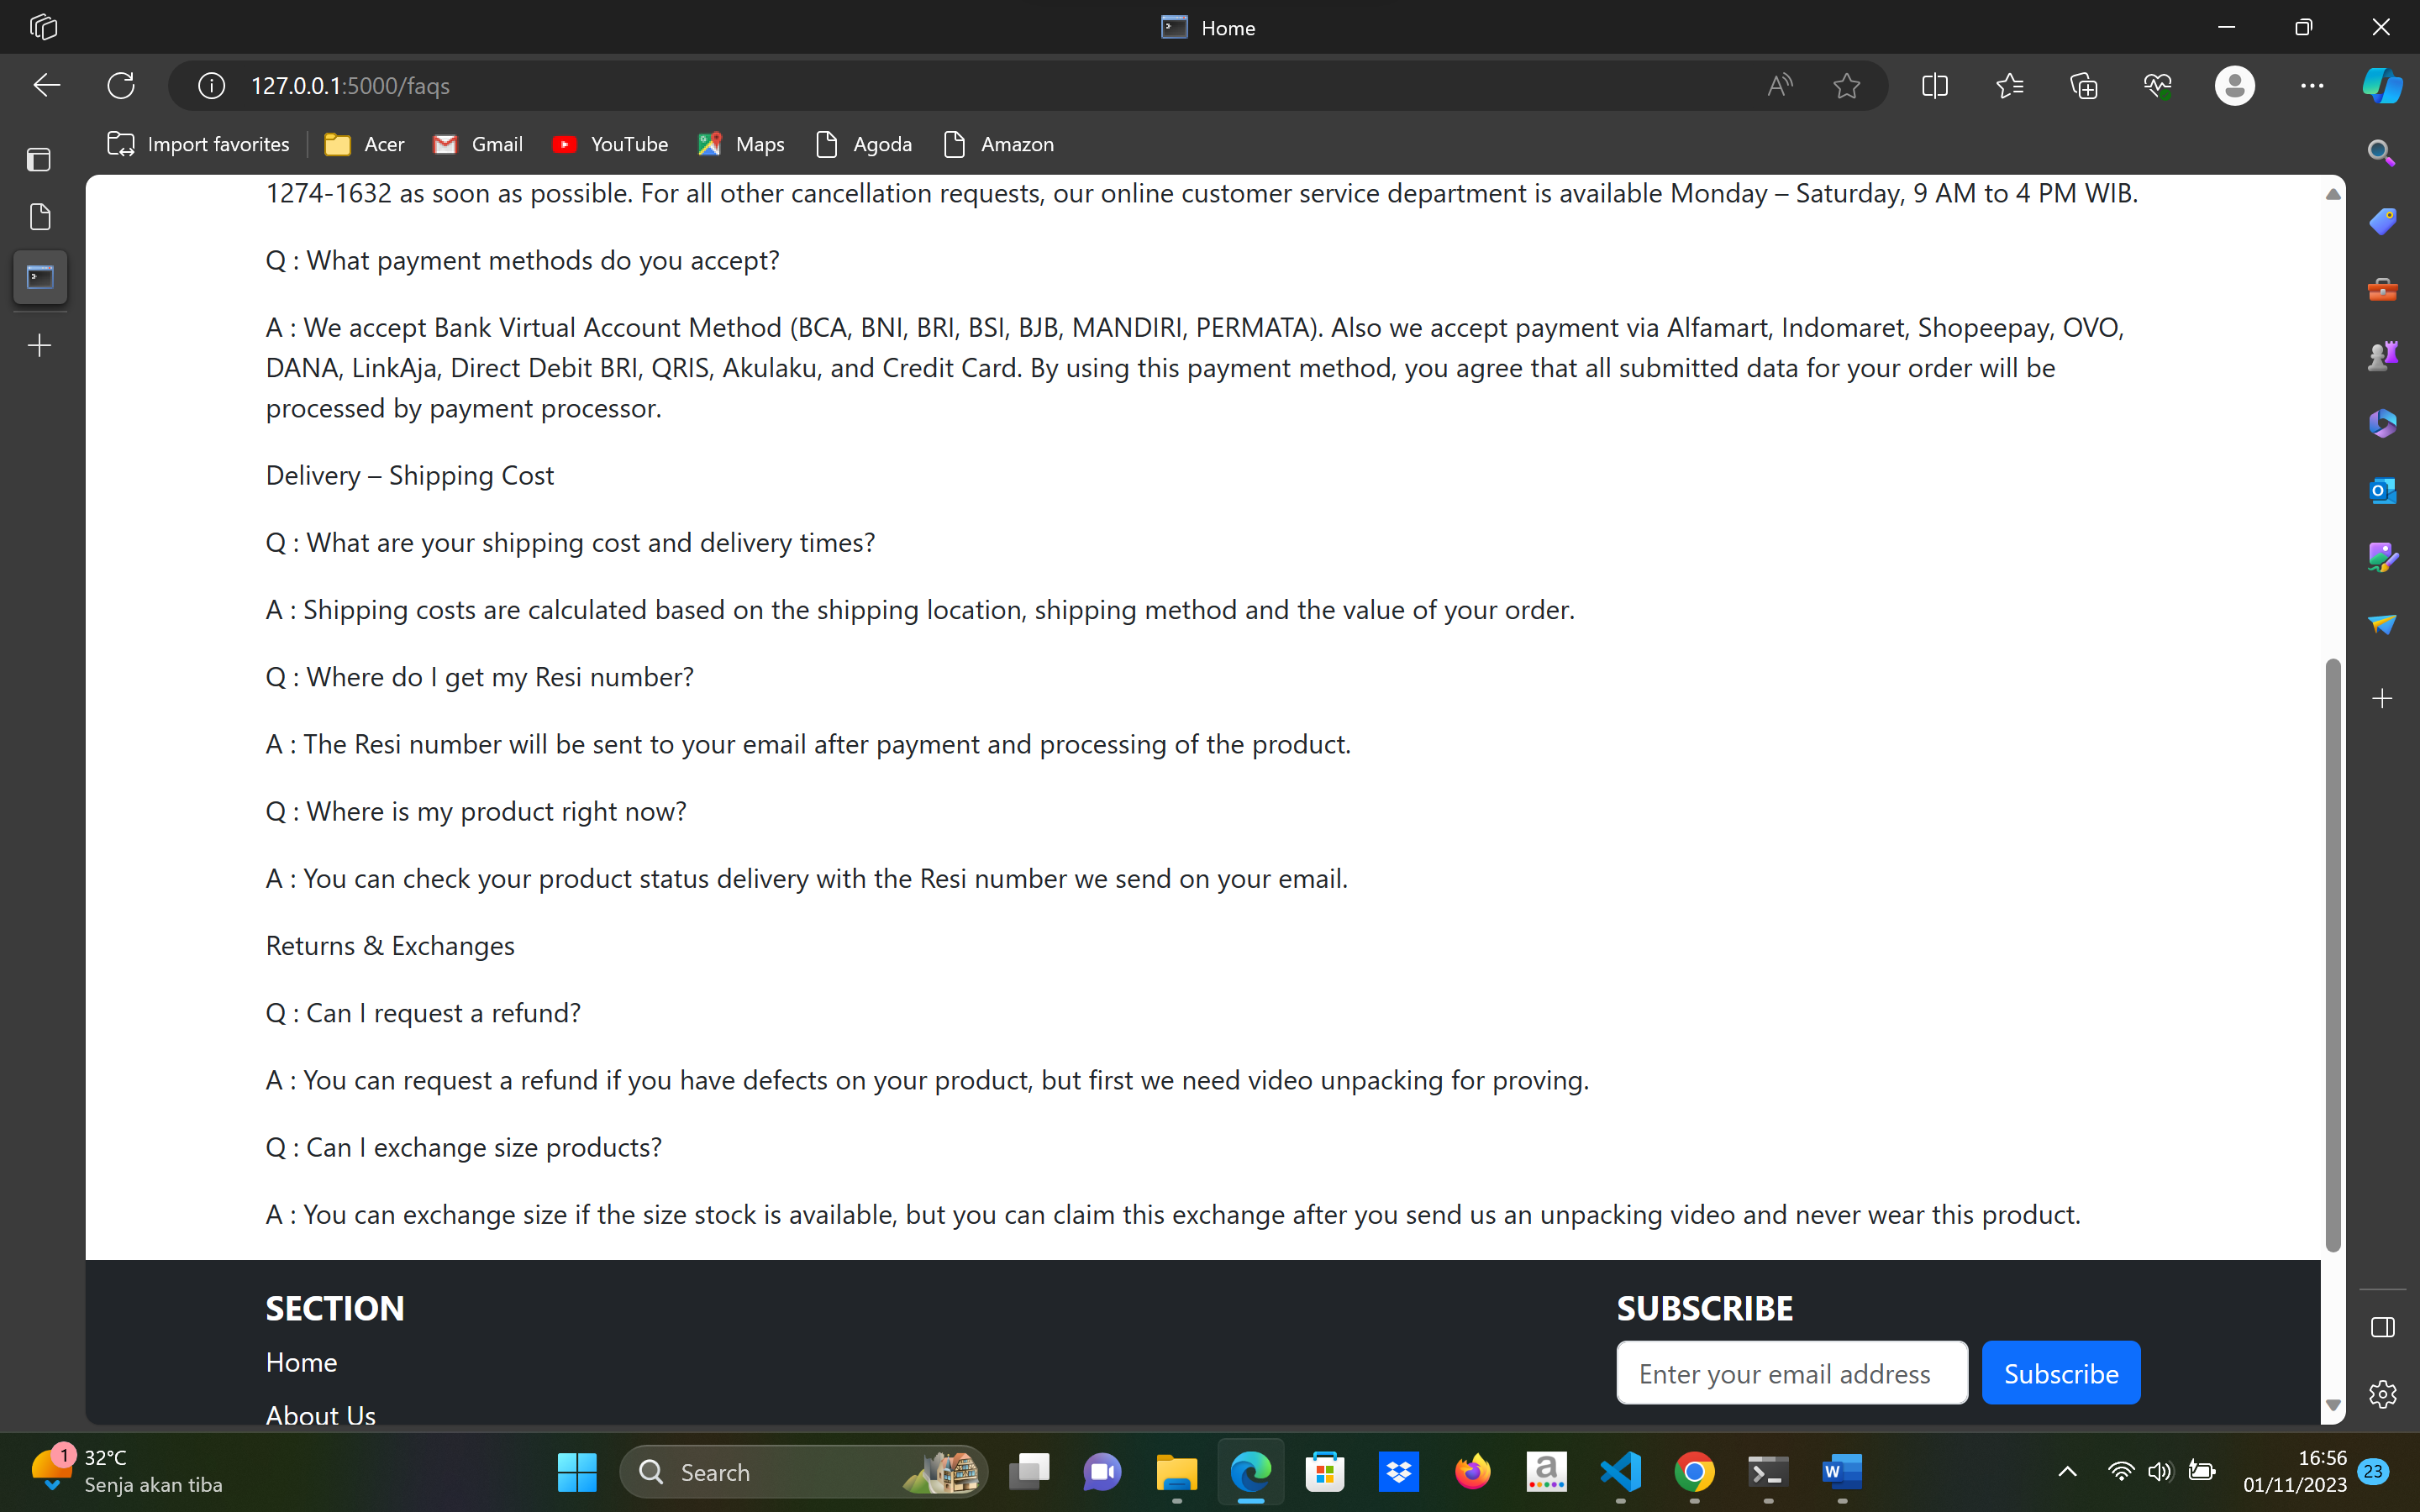 Home
127.0.0.1:5000/faqs
Import favorites
Acer
Gmail
YouTube
Maps
Agoda
Amazon
1274-1632 as soon as possible. For all other cancellation requests, our online customer service department is available Monday – Saturday, 9 AM to 4 PM WIB.
Q : What payment methods do you accept?
A : We accept Bank Virtual Account Method (BCA, BNI, BRI, BSI, BJB, MANDIRI, PERMATA). Also we accept payment via Alfamart, Indomaret, Shopeepay, OVO,
DANA, LinkAja, Direct Debit BRI, QRIS, Akulaku, and Credit Card. By using this payment method, you agree that all submitted data for your order will be
processed by payment processor.
Delivery – Shipping Cost
Q : What are your shipping cost and delivery times?
A : Shipping costs are calculated based on the shipping location, shipping method and the value of your order.
Q : Where do I get my Resi number?
A : The Resi number will be sent to your email after payment and processing of the product.
Q : Where is my product right now?
A : You can check your product status delivery with the Resi number we send on your email.
Returns & Exchanges
Q : Can I request a refund?
A : You can request a refund if you have defects on your product, but first we need video unpacking for proving.
Q : Can I exchange size products?
A : You can exchange size if the size stock is available, but you can claim this exchange after you send us an unpacking video and never wear this product.
SECTION
Home
About Us
SUBSCRIBE
Enter your email address
Subscribe
1
32°C
Senja akan tiba
Search
16:56
01/11/2023
23